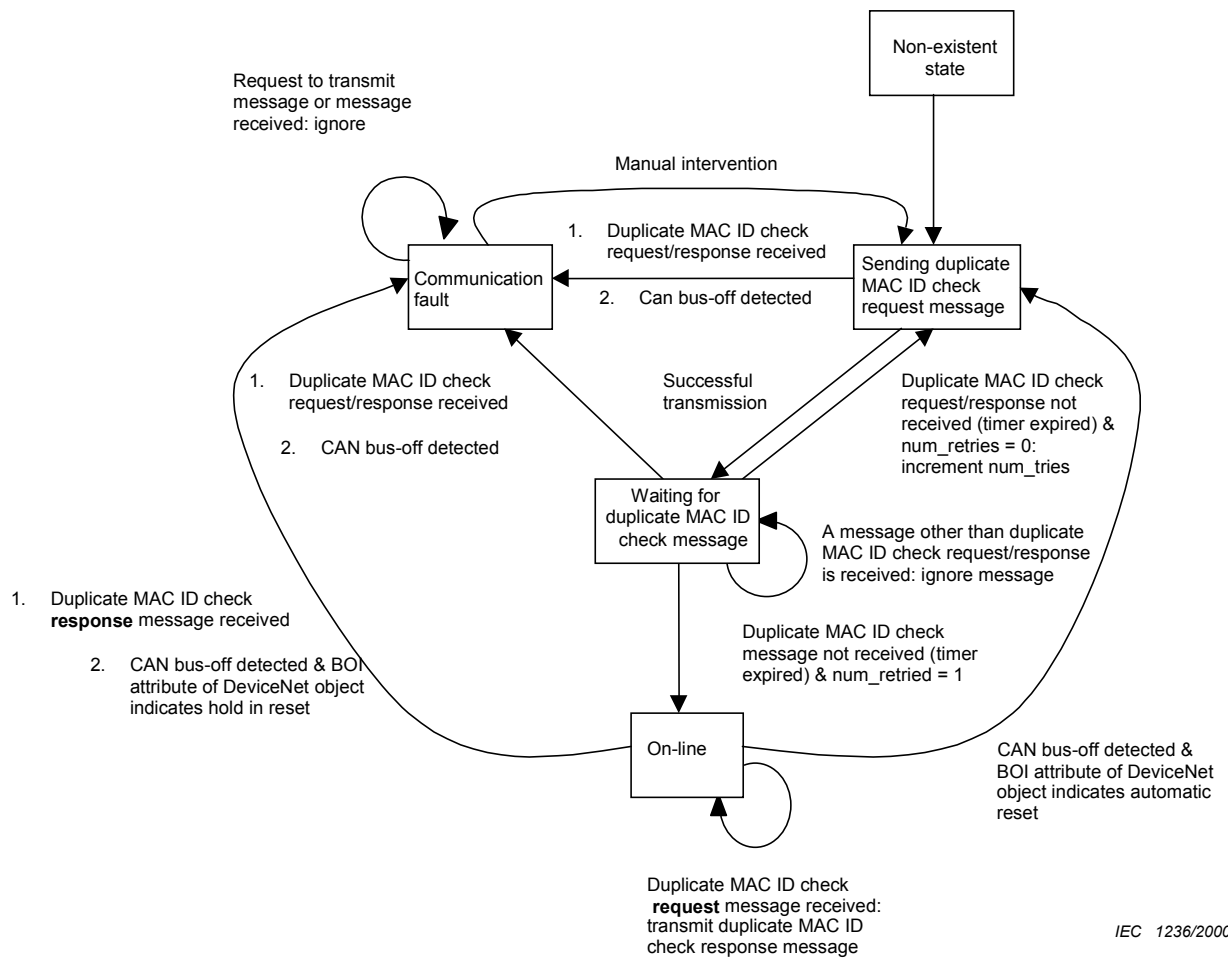 Non-existent
state
Request to transmit
message or message
received: ignore
Manual intervention
1. Duplicate MAC ID check
request/response received
2. Can bus-off detected
Communication
fault
Sending duplicate
MAC ID check
request message
1. Duplicate MAC ID check
request/response received
2. CAN bus-off detected
Successful
transmission
Duplicate MAC ID check
request/response not
received (timer expired) &
num_retries = 0:
increment num_tries
Waiting for
duplicate MAC ID
check message
A message other than duplicate
MAC ID check request/response
is received: ignore message
1. Duplicate MAC ID check
response message received
2. CAN bus-off detected & BOI
attribute of DeviceNet object
indicates hold in reset
Duplicate MAC ID check
message not received (timer
expired) & num_retried = 1
On-line
CAN bus-off detected &
BOI attribute of DeviceNet
object indicates automatic
reset
Duplicate MAC ID check
request message received:
transmit duplicate MAC ID
check response message
IEC 1236/2000